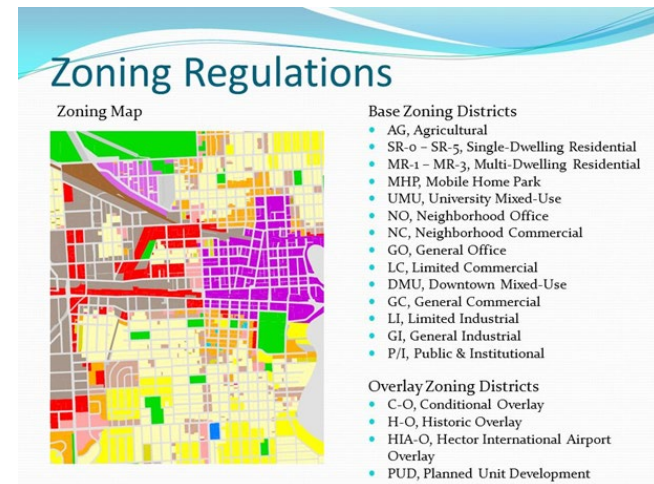 Zoning Regulations
Zoning Map
Base Zoning Districts
• AG, Agricultural
• SR-0 – SR-5, Single-Dwelling Residential
• MR-1 – MR-3, Multi-Dwelling Residential
• MHP, Mobile Home Park
• UMU, University Mixed-Use
• NO, Neighborhood Office
• NC, Neighborhood Commercial
• GO, General Office
• LC, Limited Commercial
• DMU, Downtown Mixed-Use
• GC, General Commercial
• LI, Limited Industrial
• GI, General Industrial
• P/I, Public & Institutional
Overlay Zoning Districts
• C-O, Conditional Overlay
• H-O, Historic Overlay
• HIA-O, Hector International Airport
Overlay
• PUD, Planned Unit Development